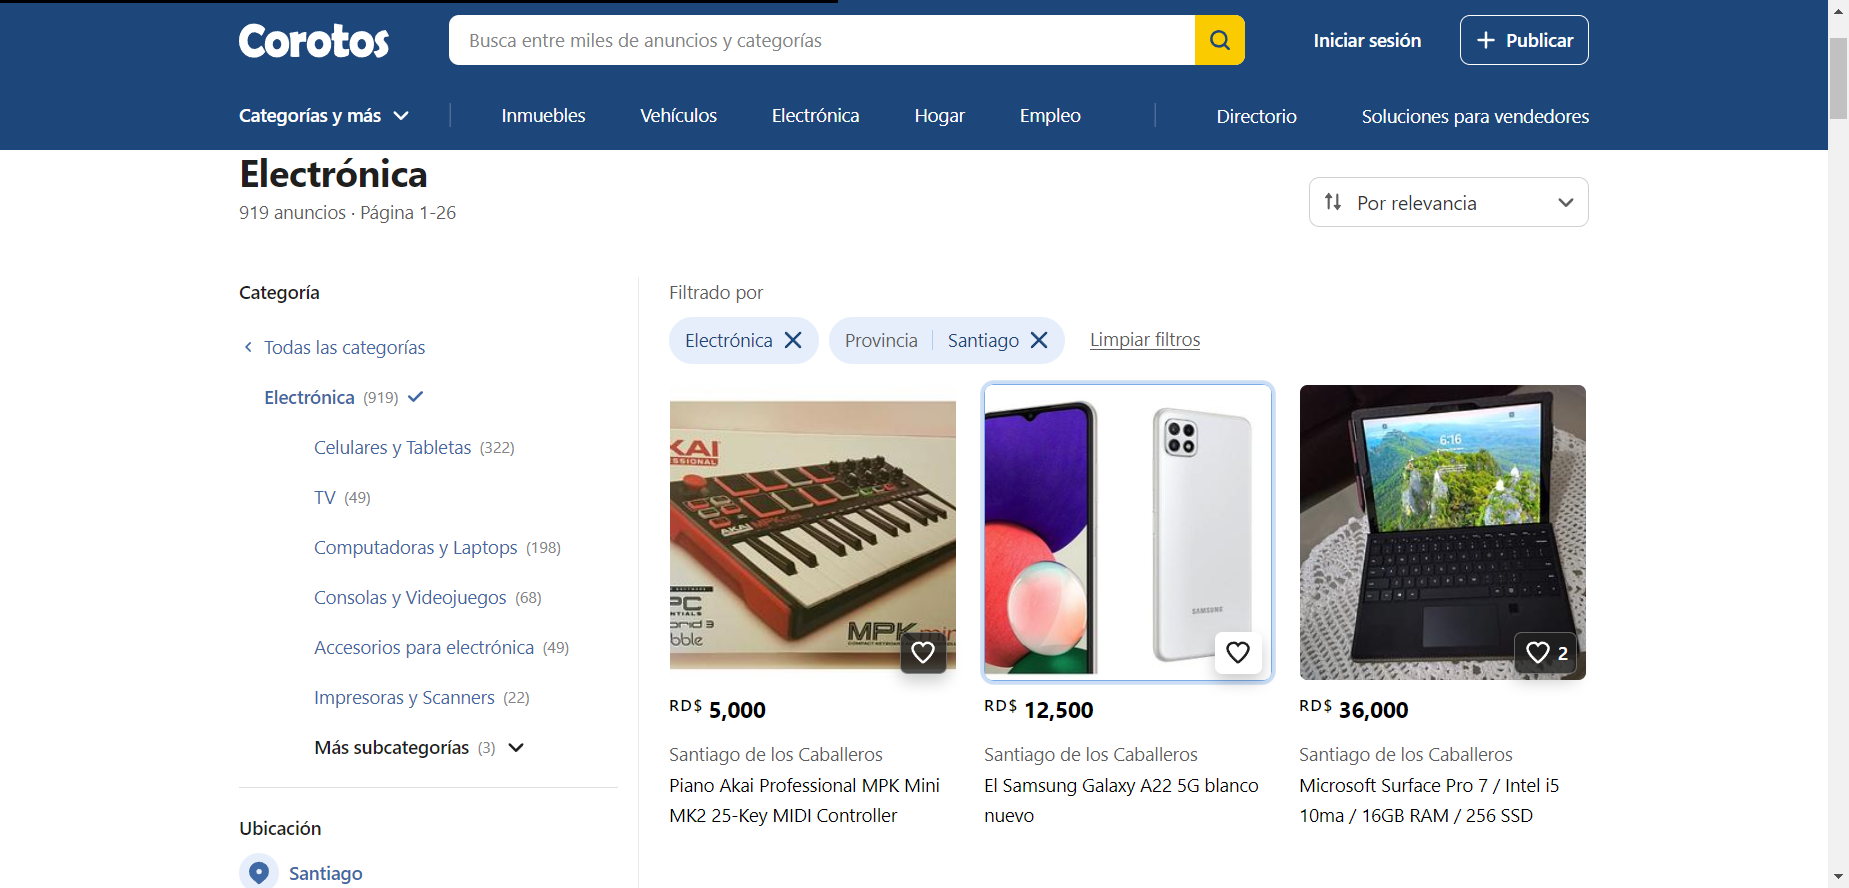 Corotos
Busca entre miles de anuncios y categorías
Iniciar sesión
Publicar
Categorías y más
Inmuebles
Vehículos
Electrónica
Hogar
Empleo
Directorio
Soluciones para vendedores
Electrónica
919 anuncios · Página 1-26
Por relevancia
Categoría
Todas las categorías
Electrónica (919)
Celulares y Tabletas (322)
TV (49)
Computadoras y Laptops (198)
Consolas y Videojuegos (68)
Accesorios para electrónica (49)
Impresoras y Scanners (22)
Más subcategorías (3)
Ubicación
Santiago
Filtrado por
Electrónica
Provincia Santiago
Limpiar filtros
AKAI
MPK mini
RD$ 5,000
Santiago de los Caballeros
Piano Akai Professional MPK Mini
MK2 25-Key MIDI Controller
SAMSUNG
RD$ 12,500
Santiago de los Caballeros
El Samsung Galaxy A22 5G blanco
nuevo
6:16
2
RD$ 36,000
Santiago de los Caballeros
Microsoft Surface Pro 7 / Intel i5
10ma / 16GB RAM / 256 SSD